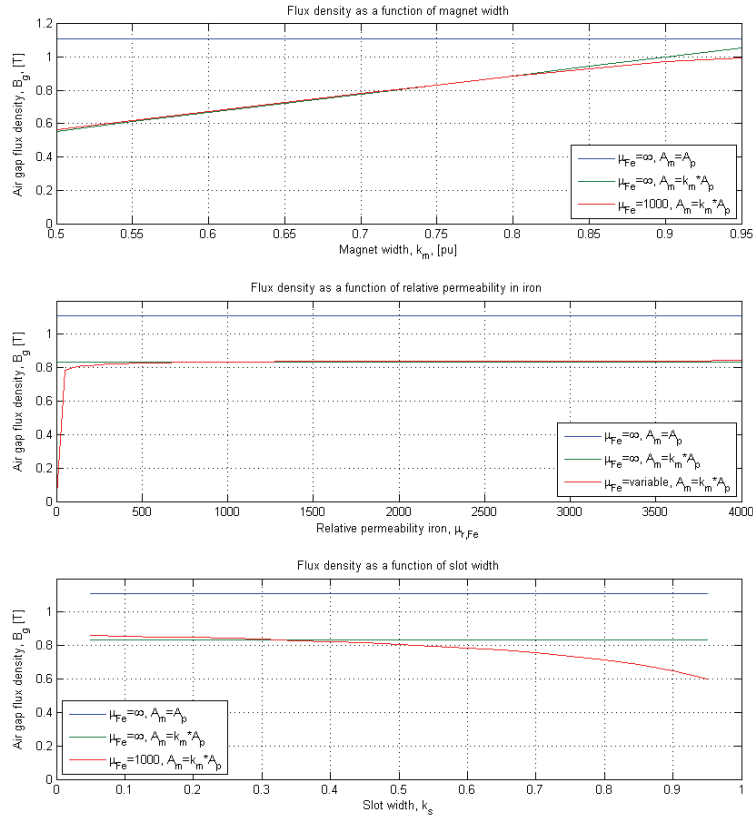 Flux density as a function of magnet width
1.2
1
0.8
0.6
0.4
0.2
0
Air gap flux density, B_g, [T]
μ_Fe=∞, A_m=A_p
μ_Fe=∞, A_m=k_m*A_p
μ_Fe=1000, A_m=k_m*A_p
0.5 0.55 0.6 0.65 0.7 0.75 0.8 0.85 0.9 0.95
Magnet width, k_m, [pu]
Flux density as a function of relative permeability in iron
1
0.8
0.6
0.4
0.2
0
Air gap flux density, B_g [T]
μ_Fe=∞, A_m=A_p
μ_Fe=∞, A_m=k_m*A_p
μ_Fe=variable, A_m=k_m*A_p
0 500 1000 1500 2000 2500 3000 3500 4000
Relative permeability iron, μ_r,Fe
Flux density as a function of slot width
1
0.8
0.6
0.4
0.2
0
Air gap flux density, B_g [T]
μ_Fe=∞, A_m=A_p
μ_Fe=∞, A_m=k_m*A_p
μ_Fe=1000, A_m=k_m*A_p
0 0.1 0.2 0.3 0.4 0.5 0.6 0.7 0.8 0.9 1
Slot width, k_s